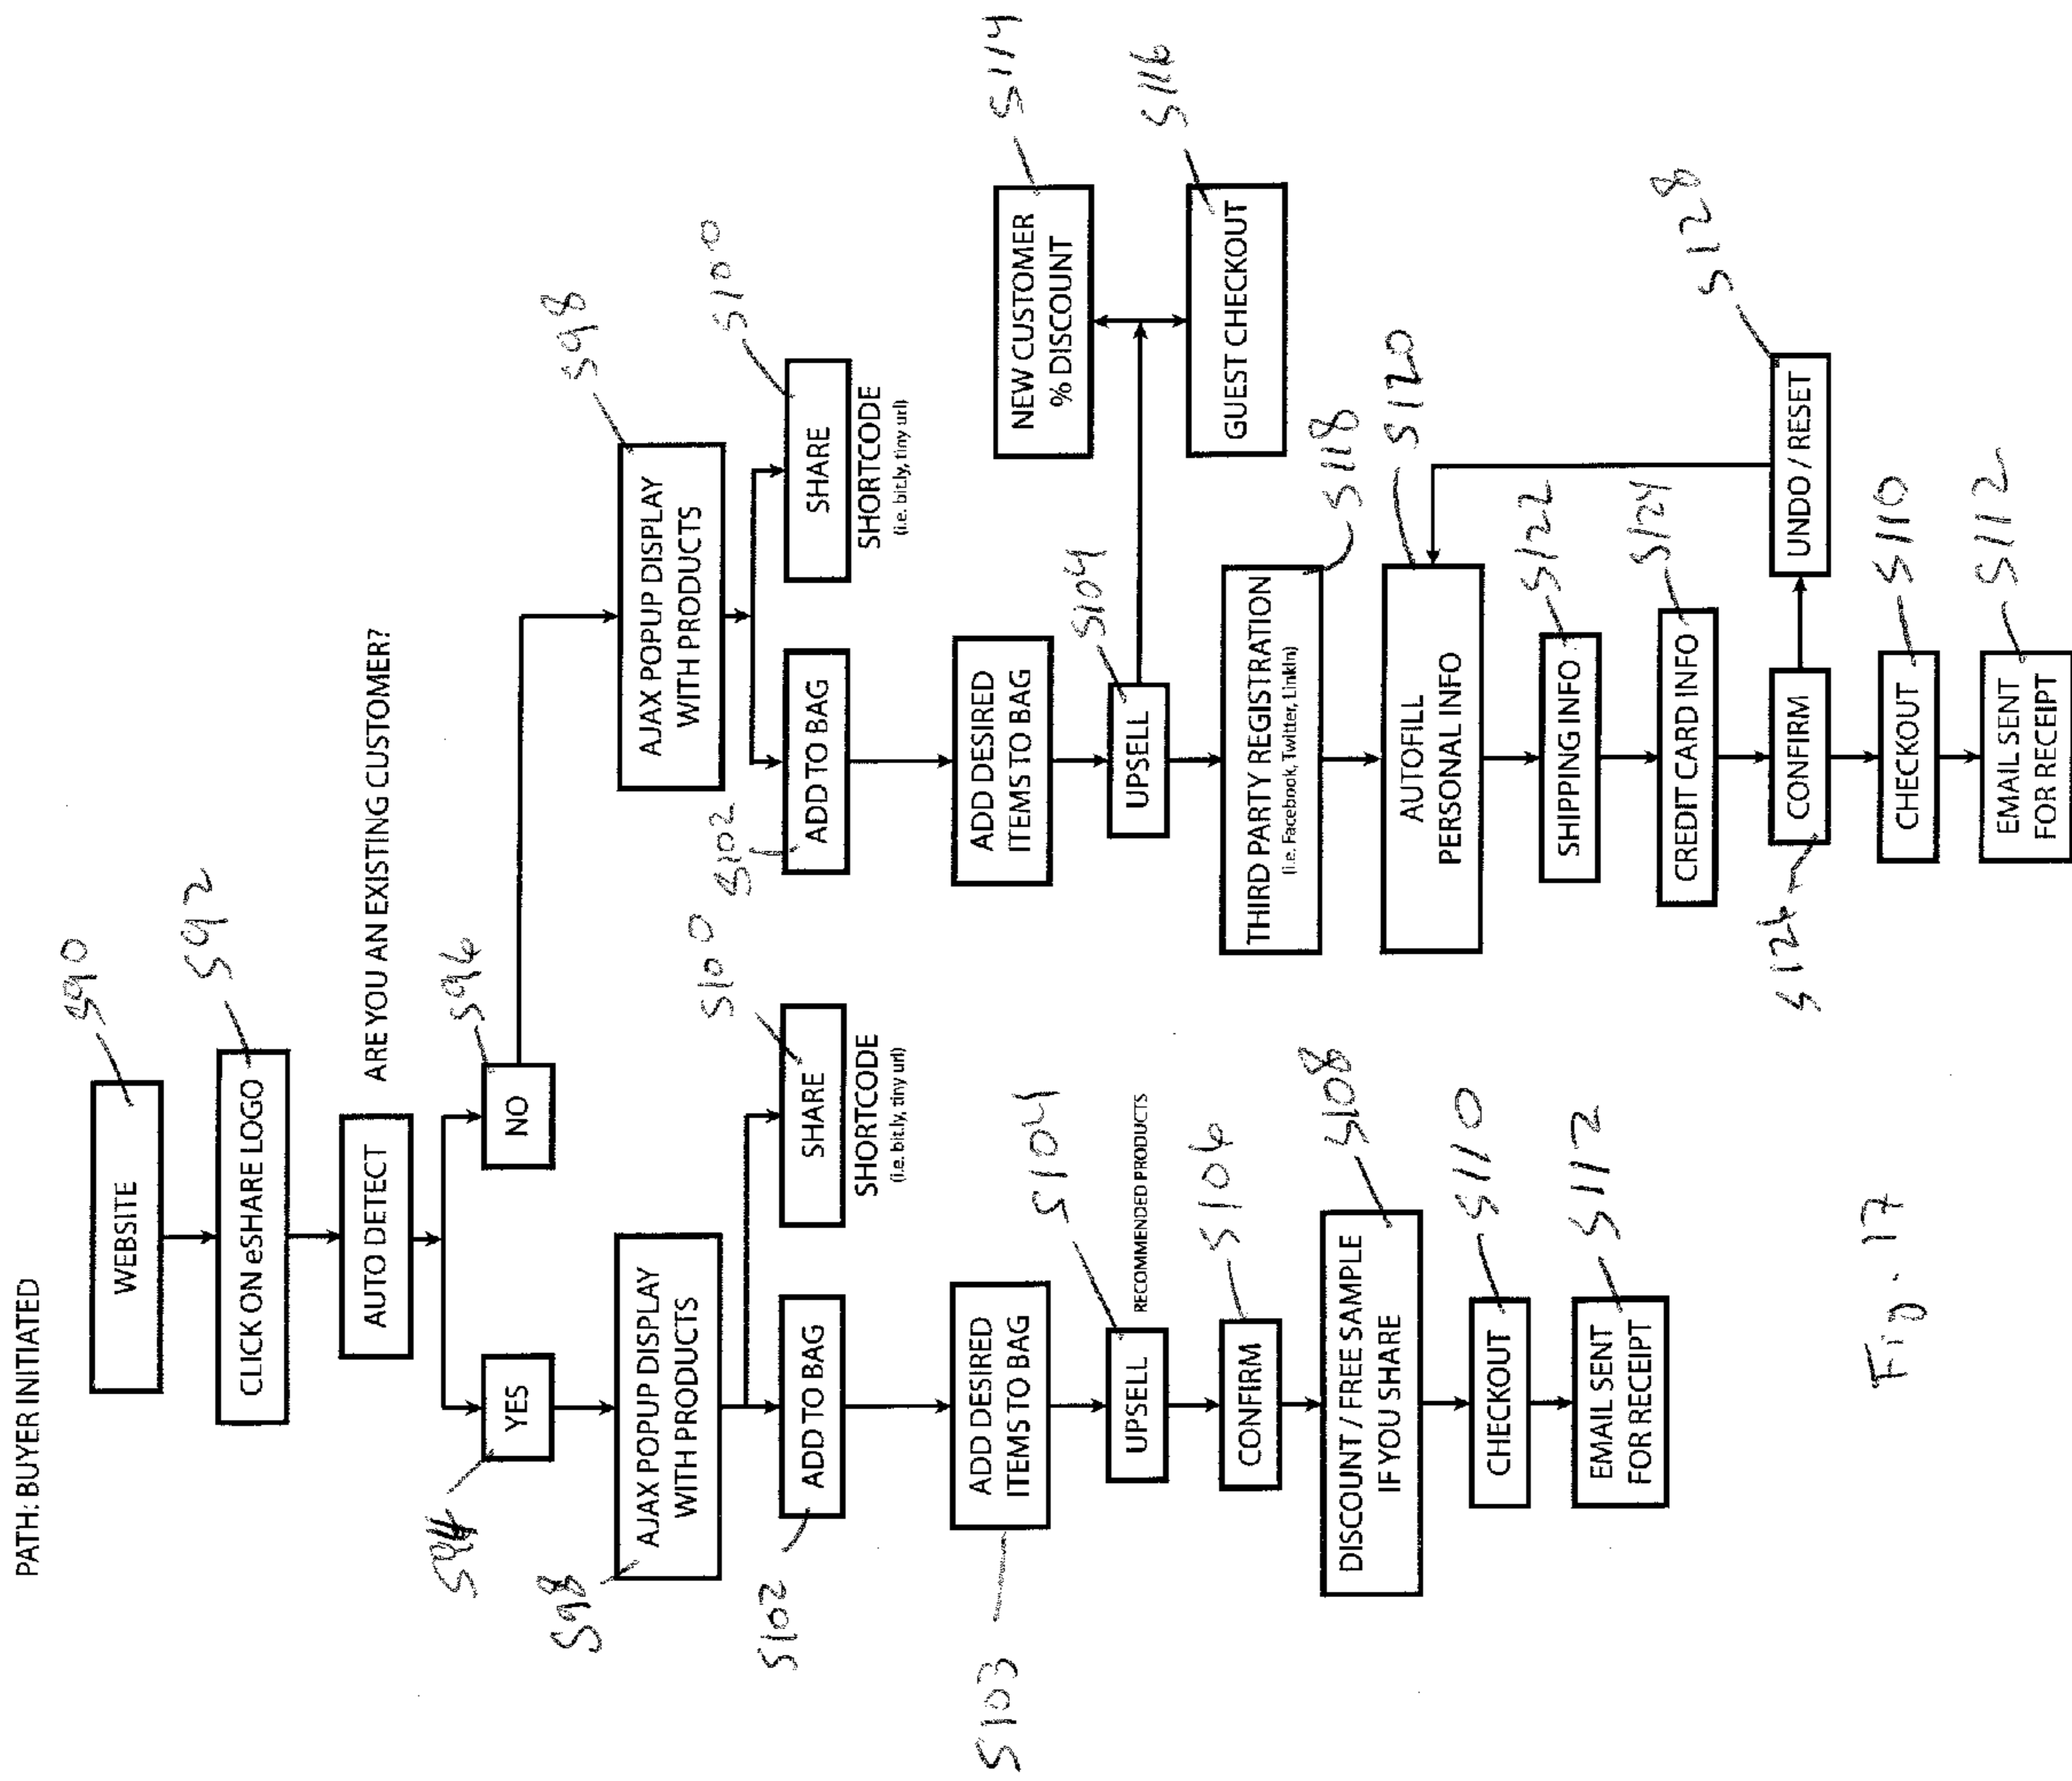 PATH: BUYER INITIATED
WEBSITE
S90
CLICK ON eSHARE LOGO
S92
AUTO DETECT
ARE YOU AN EXISTING CUSTOMER?
YES
S94
NO
S96
AJAX POPUP DISPLAY
WITH PRODUCTS
S98
ADD TO BAG
S102
SHARE
S100
SHORTCODE
(i.e. bit.ly, tiny url)
ADD DESIRED
ITEMS TO BAG
S103
UPSELL
S104
RECOMMENDED PRODUCTS
CONFIRM
S106
DISCOUNT / FREE SAMPLE
IF YOU SHARE
S108
CHECKOUT
S110
EMAIL SENT
FOR RECEIPT
S112
AJAX POPUP DISPLAY
WITH PRODUCTS
S98
ADD TO BAG
S102
SHARE
S100
SHORTCODE
(i.e. bit.ly, tiny url)
ADD DESIRED
ITEMS TO BAG
UPSELL
S104
NEW CUSTOMER
% DISCOUNT
S114
GUEST CHECKOUT
S116
THIRD PARTY REGISTRATION
(i.e. Facebook, Twitter, LinkIn)
S118
AUTOFILL
PERSONAL INFO
S120
SHIPPING INFO
S122
CREDIT CARD INFO
S124
CONFIRM
S126
UNDO / RESET
S128
CHECKOUT
S110
EMAIL SENT
FOR RECEIPT
S112
Fig. 17